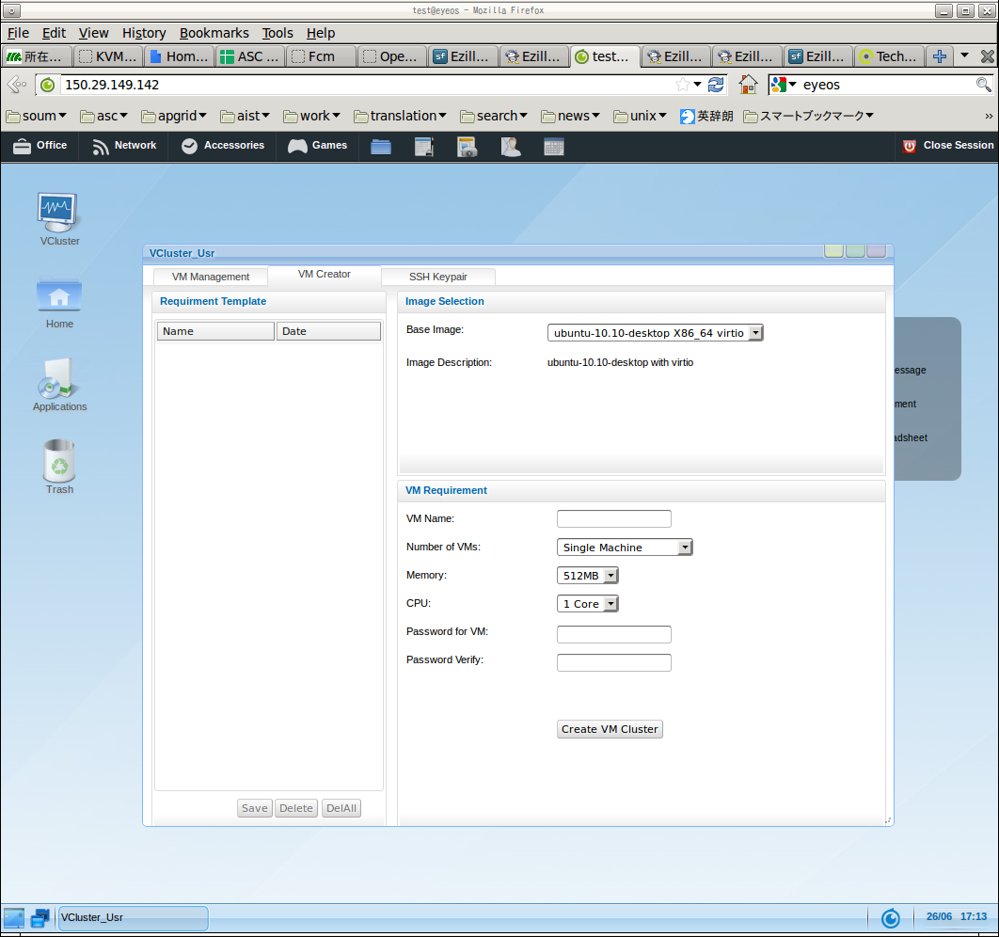 test@eyeos - Mozilla Firefox
File Edit View History Bookmarks Tools Help
所在... KVM... Hom... ASC ... Fcm Ope... Ezill... Ezill... test... Ezill... Ezill... Ezill... Tech...
150.29.149.142 eyeos
soum asc apgrid aist work translation search news unix 英辞朗 スマートブックマーク »
Office Network Accessories Games Close Session
VCluster
Home
Applications
Trash
VCluster_Usr
VM Management VM Creator SSH Keypair
Requirment Template
Name Date
Save Delete DelAll
Image Selection
Base Image: ubuntu-10.10-desktop X86_64 virtio
Image Description: ubuntu-10.10-desktop with virtio
VM Requirement
VM Name:
Number of VMs: Single Machine
Memory: 512MB
CPU: 1 Core
Password for VM:
Password Verify:
Create VM Cluster
essage
ment
adsheet
VCluster_Usr 26/06 17:13